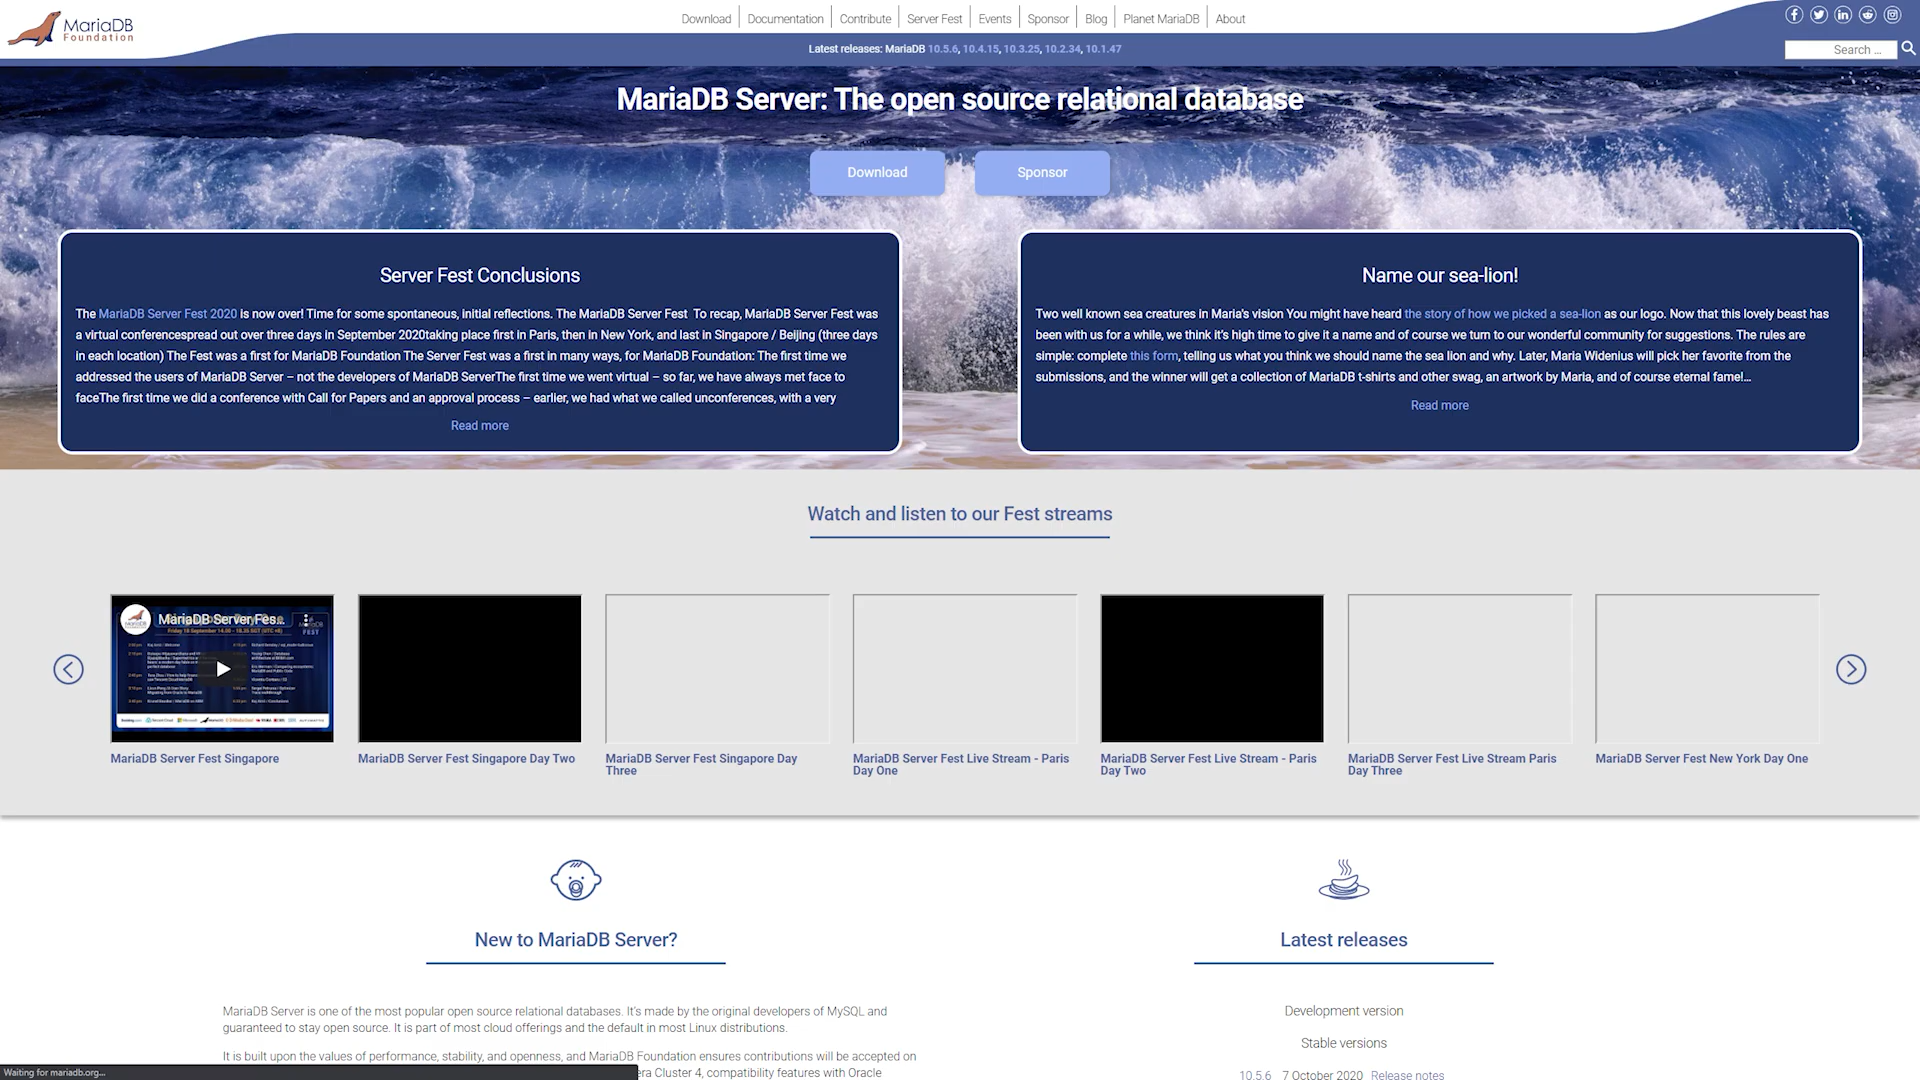 MariaDB
Foundation
Download
Documentation
Contribute
Server Fest
Events
Sponsor
Blog
Planet MariaDB
About
Latest releases: MariaDB 10.5.6, 10.4.15, 10.3.25, 10.2.34, 10.1.47
Search ...
MariaDB Server: The open source relational database
Download
Sponsor
Server Fest Conclusions
The MariaDB Server Fest 2020 is now over! Time for some spontaneous, initial reflections. The MariaDB Server Fest To recap, MariaDB Server Fest was
a virtual conferencespread out over three days in September 2020taking place first in Paris, then in New York, and last in Singapore / Beijing (three days
in each location) The Fest was a first for MariaDB Foundation The Server Fest was a first in many ways, for MariaDB Foundation: The first time we
addressed the users of MariaDB Server – not the developers of MariaDB ServerThe first time we went virtual – so far, we have always met face to
faceThe first time we did a conference with Call for Papers and an approval process – earlier, we had what we called unconferences, with a very
Read more
Name our sea-lion!
Two well known sea creatures in Maria's vision You might have heard the story of how we picked a sea-lion as our logo. Now that this lovely beast has
been with us for a while, we think it's high time to give it a name and of course we turn to our wonderful community for suggestions. The rules are
simple: complete this form, telling us what you think we should name the sea lion and why. Later, Maria Widenius will pick her favorite from the
submissions, and the winner will get a collection of MariaDB t-shirts and other swag, an artwork by Maria, and of course eternal fame!...
Read more
Watch and listen to our Fest streams
MariaDB Server Fes...
MariaDB Server Fest Singapore
MariaDB Server Fest Singapore Day Two
MariaDB Server Fest Singapore Day
Three
MariaDB Server Fest Live Stream - Paris
Day One
MariaDB Server Fest Live Stream - Paris
Day Two
MariaDB Server Fest Live Stream Paris
Day Three
MariaDB Server Fest New York Day One
New to MariaDB Server?
MariaDB Server is one of the most popular open source relational databases. It's made by the original developers of MySQL and
guaranteed to stay open source. It is part of most cloud offerings and the default in most Linux distributions.
It is built upon the values of performance, stability, and openness, and MariaDB Foundation ensures contributions will be accepted on
era Cluster 4, compatibility features with Oracle
Latest releases
Development version
Stable versions
10.5.6 7 October 2020 Release notes
Waiting for mariadb.org...